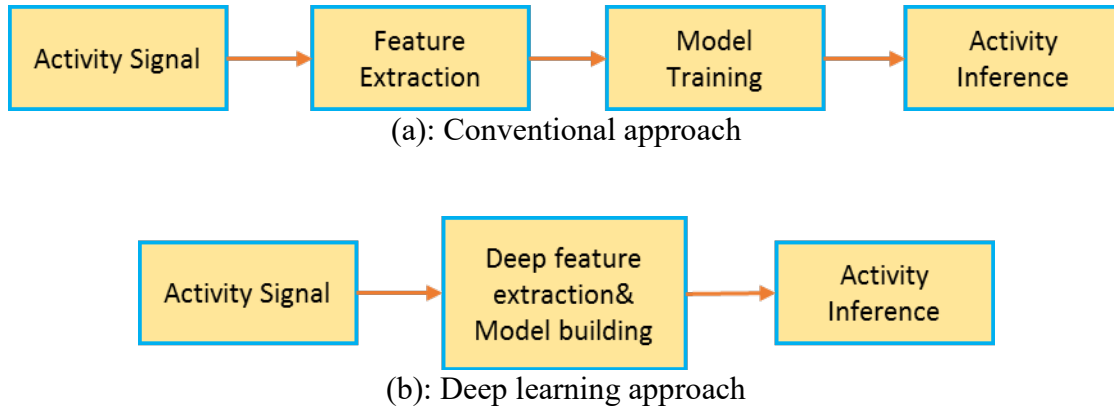 Activity Signal
Feature
Extraction
Model
Training
Activity
Inference
(a): Conventional approach
Activity Signal
Deep feature
extraction&
Model building
Activity
Inference
(b): Deep learning approach